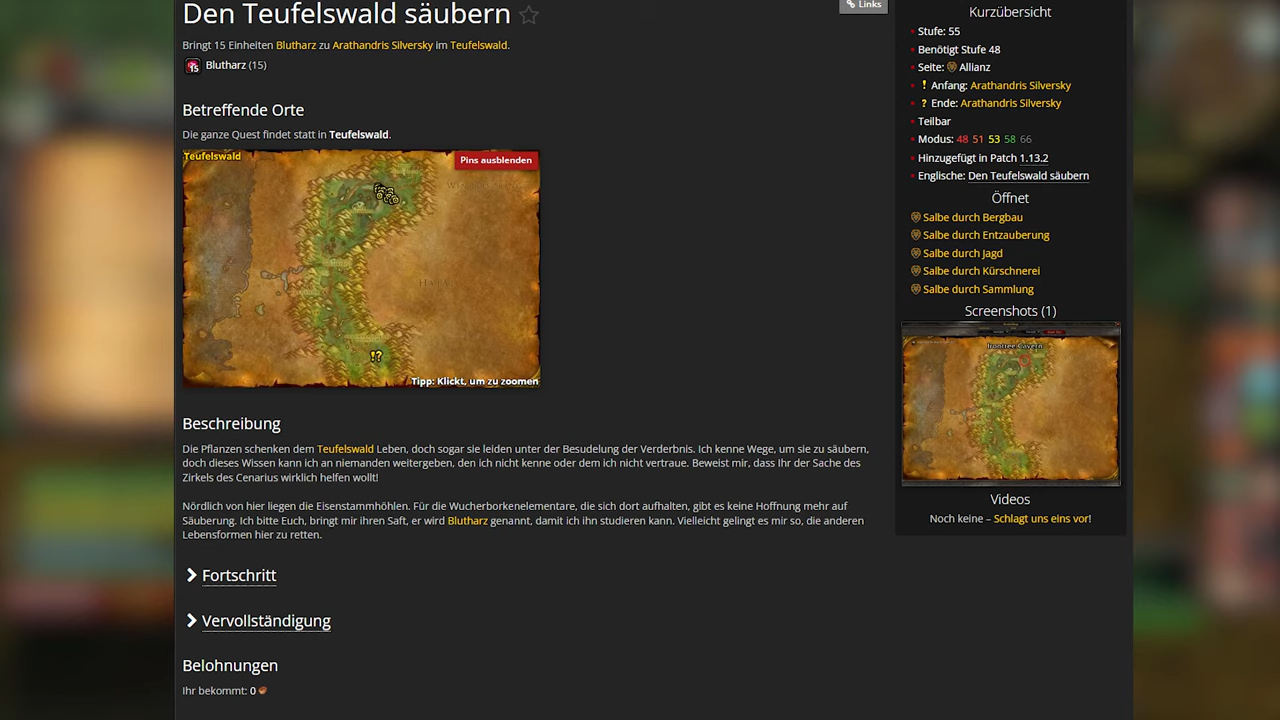 Den Teufelswald säubern
Links
Bringt 15 Einheiten Blutharz zu Arathandris Silversky im Teufelswald.
15
Blutharz (15)
Betreffende Orte
Die ganze Quest findet statt in Teufelswald.
Teufelswald
Pins ausblenden
Tipp: Klickt, um zu zoomen
Beschreibung
Die Pflanzen schenken dem Teufelswald Leben, doch sogar sie leiden unter der Besudelung der Verderbnis. Ich kenne Wege, um sie zu säubern,
doch dieses Wissen kann ich an niemanden weitergeben, den ich nicht kenne oder dem ich nicht vertraue. Beweist mir, dass Ihr der Sache des
Zirkels des Cenarius wirklich helfen wollt!
Nördlich von hier liegen die Eisenstammhöhlen. Für die Wucherborkenelementare, die sich dort aufhalten, gibt es keine Hoffnung mehr auf
Säuberung. Ich bitte Euch, bringt mir ihren Saft, er wird Blutharz genannt, damit ich ihn studieren kann. Vielleicht gelingt es mir so, die anderen
Lebensformen hier zu retten.
Fortschritt
Vervollständigung
Belohnungen
Ihr bekommt: 0
Kurzübersicht
Stufe: 55
Benötigt Stufe 48
Seite: Allianz
! Anfang: Arathandris Silversky
? Ende: Arathandris Silversky
Teilbar
Modus: 48 51 53 58 66
Hinzugefügt in Patch 1.13.2
Englische: Den Teufelswald säubern
Öffnet
Salbe durch Bergbau
Salbe durch Entzauberung
Salbe durch Jagd
Salbe durch Kürschnerei
Salbe durch Sammlung
Screenshots (1)
Irontree Cavern
Videos
Noch keine – Schlagt uns eins vor!